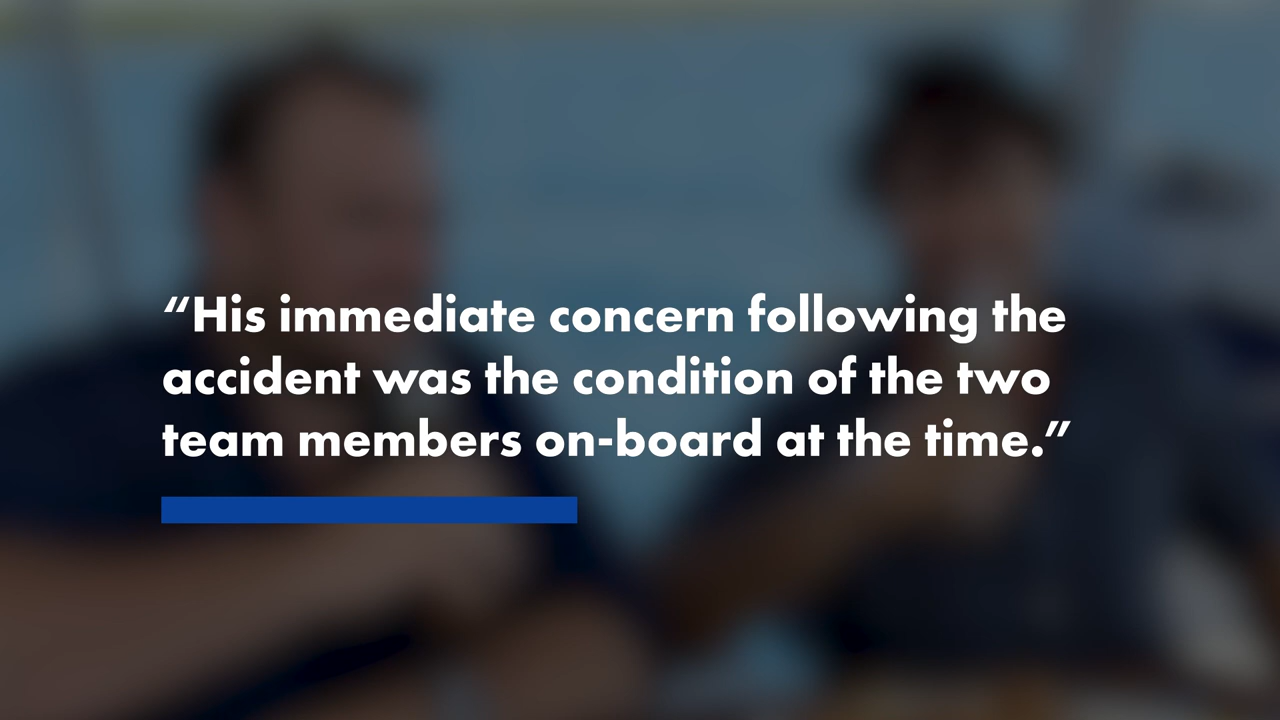 “His immediate concern following the
accident was the condition of the two
team members on-board at the time.”